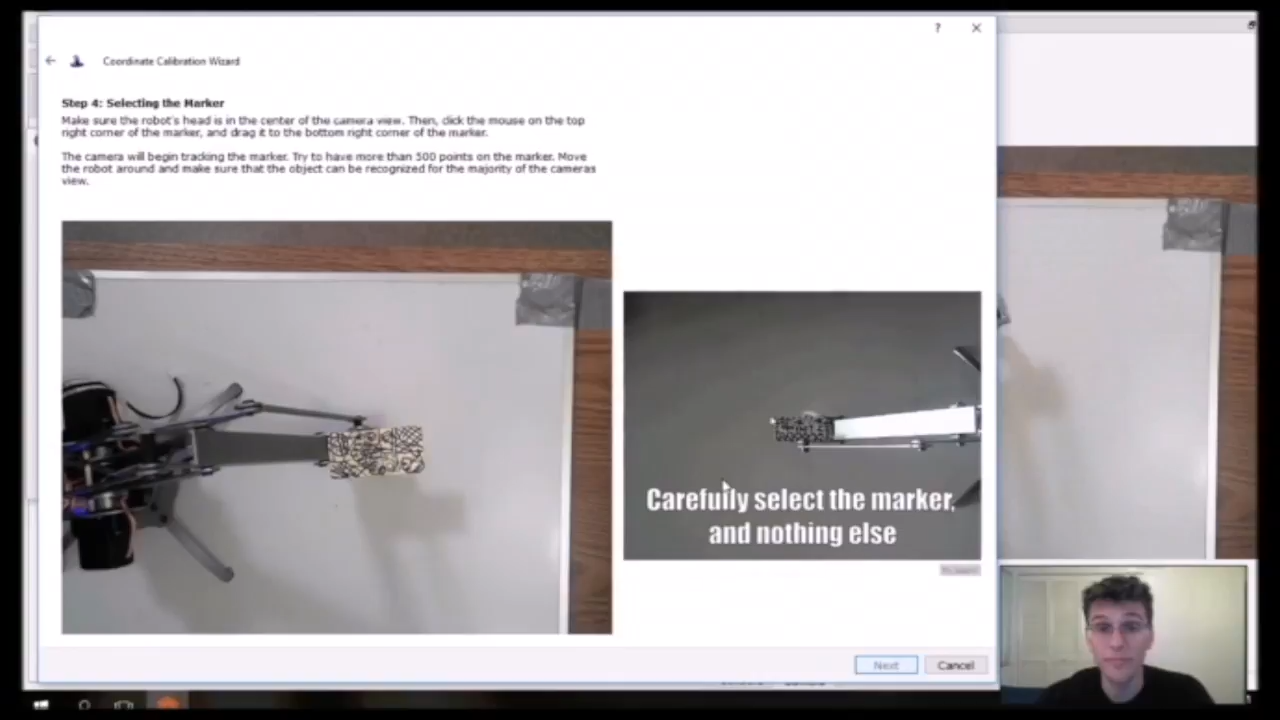 ?
Coordinate Calibration Wizard
Step 4: Selecting the Marker
Make sure the robot's head is in the center of the camera view. Then, click the mouse on the top
right corner of the marker, and drag it to the bottom right corner of the marker.
The camera will begin tracking the marker. Try to have more than 500 points on the marker. Move
the robot around and make sure that the object can be recognized for the majority of the cameras
view.
Carefully select the marker,
and nothing else
Next
Cancel